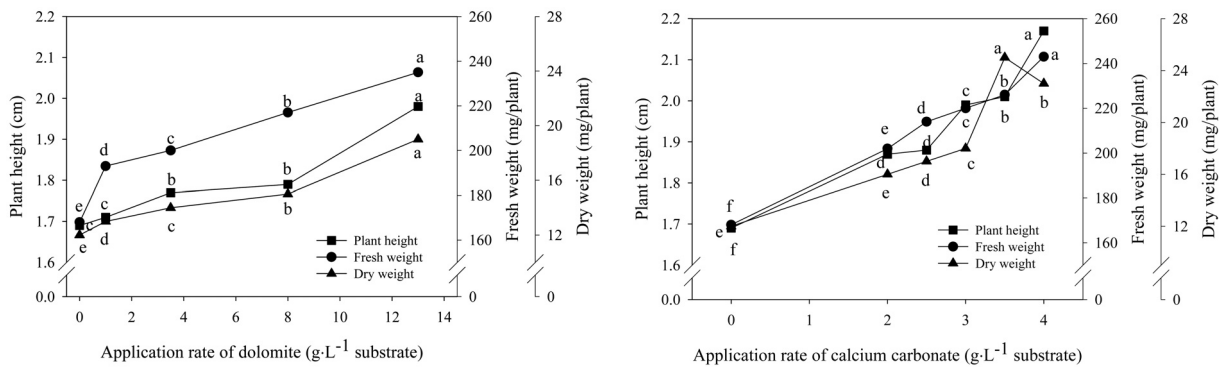 2.2
2.1
2.0
1.9
1.8
1.7
1.6
0.0
Plant height (cm)
260
240
220
200
180
160
0
Fresh weight (mg/plant)
28
24
20
16
12
0
Dry weight (mg/plant)
a
b
c
d
e
a
b
b
c
c
a
b
c
d
e
Plant height
Fresh weight
Dry weight
0 2 4 6 8 10 12 14
Application rate of dolomite (g·L-1 substrate)
2.2
2.1
2.0
1.9
1.8
1.7
1.6
0.0
Plant height (cm)
260
240
220
200
180
160
0
Fresh weight (mg/plant)
28
24
20
16
12
0
Dry weight (mg/plant)
a
a
a
b
b
b
c
c
c
d
d
d
d
e
e
e
f
f
Plant height
Fresh weight
Dry weight
0 1 2 3 4
Application rate of calcium carbonate (g·L-1 substrate)